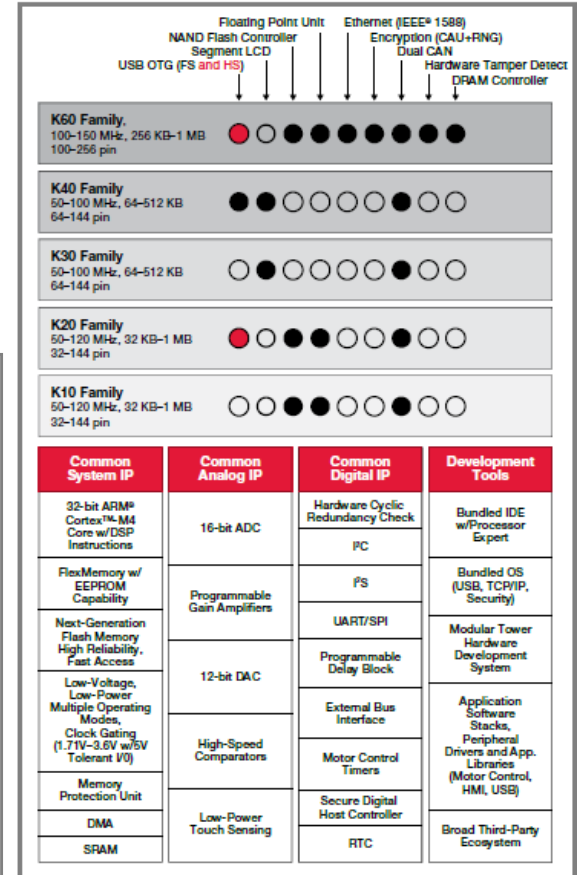 Floating Point Unit
Ethernet (IEEE® 1588)
NAND Flash Controller
Encryption (CAU+RNG)
Segment LCD
Dual CAN
USB OTG (FS and HS)
Hardware Tamper Detect
DRAM Controller
K60 Family,
100-150 MHz, 256 KB–1 MB
100-256 pin
K40 Family
50–100 MHz, 64–512 KB
64–144 pin
K30 Family
50–100 MHz, 64–512 KB
64–144 pin
K20 Family
50–120 MHz, 32 KB–1 MB
32–144 pin
K10 Family
50–120 MHz, 32 KB–1 MB
32–144 pin
Common
System IP
32-bit ARM®
Cortex™-M4
Core w/DSP
Instructions
FlexMemory w/
EEPROM
Capability
Next-Generation
Flash Memory
High Reliability,
Fast Access
Low-Voltage,
Low-Power
Multiple Operating
Modes,
Clock Gating
(1.71V–3.6V w/5V
Tolerant I/0)
Memory
Protection Unit
DMA
SRAM
Common
Analog IP
16-bit ADC
Programmable
Gain Amplifiers
12-bit DAC
High-Speed
Comparators
Low-Power
Touch Sensing
Common
Digital IP
Hardware Cyclic
Redundancy Check
I²C
I²S
UART/SPI
Programmable
Delay Block
External Bus
Interface
Motor Control
Timers
Secure Digital
Host Controller
RTC
Development
Tools
Bundled IDE
w/Processor
Expert
Bundled OS
(USB, TCP/IP,
Security)
Modular Tower
Hardware
Development
System
Application
Software
Stacks,
Peripheral
Drivers and App.
Libraries
(Motor Control,
HMI, USB)
Broad Third-Party
Ecosystem